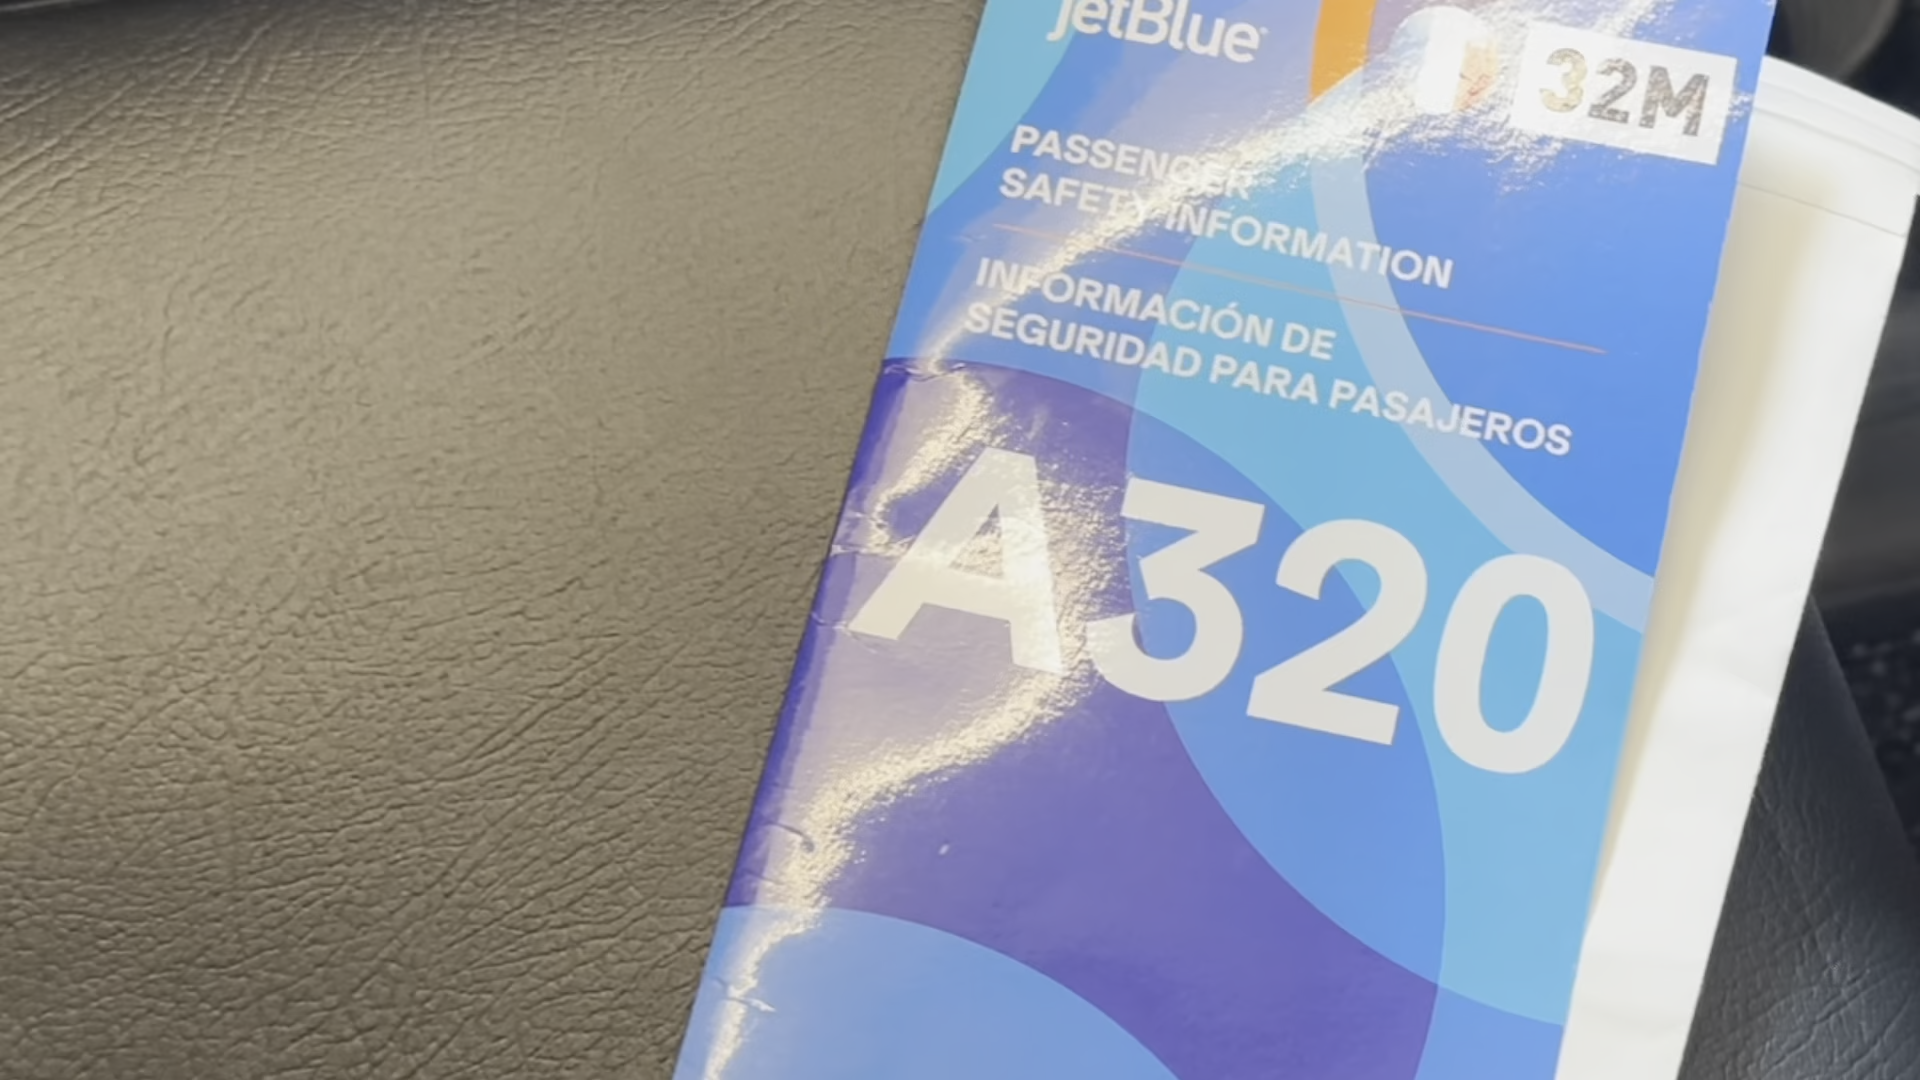 jetBlue
32M
PASSENGER
SAFETY INFORMATION
INFORMACIÓN DE
SEGURIDAD PARA PASAJEROS
A320